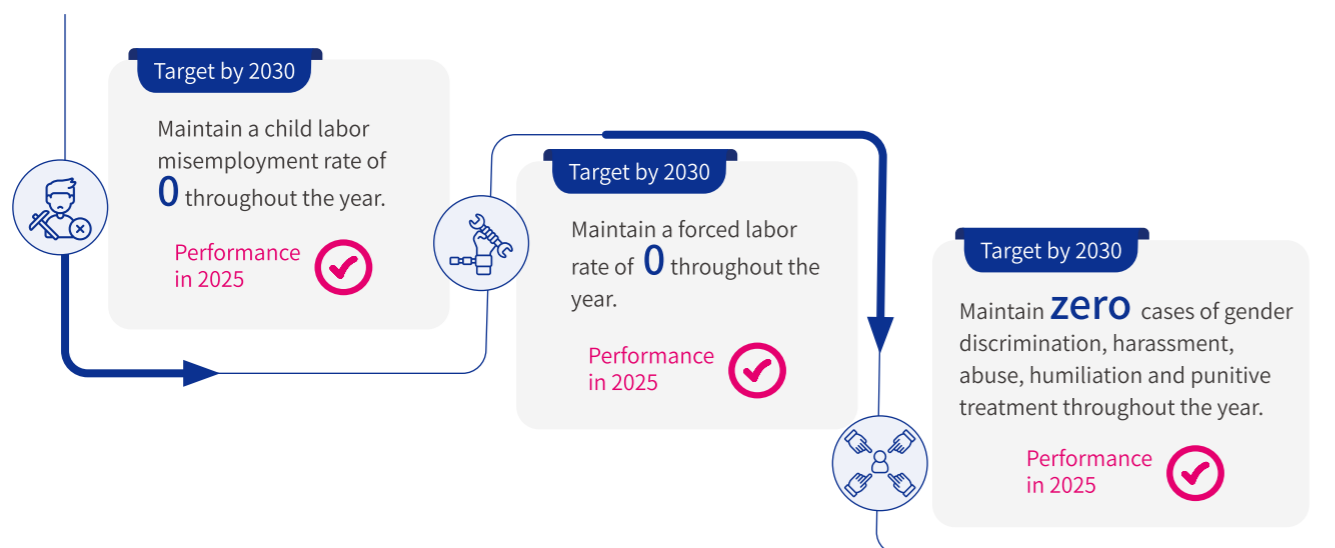 Target by 2030
Maintain a child labor
misemployment rate of
0 throughout the year.
Performance
in 2025
Target by 2030
Maintain a forced labor
rate of 0 throughout the
year.
Performance
in 2025
Target by 2030
Maintain zero cases of gender
discrimination, harassment,
abuse, humiliation and punitive
treatment throughout the year.
Performance
in 2025